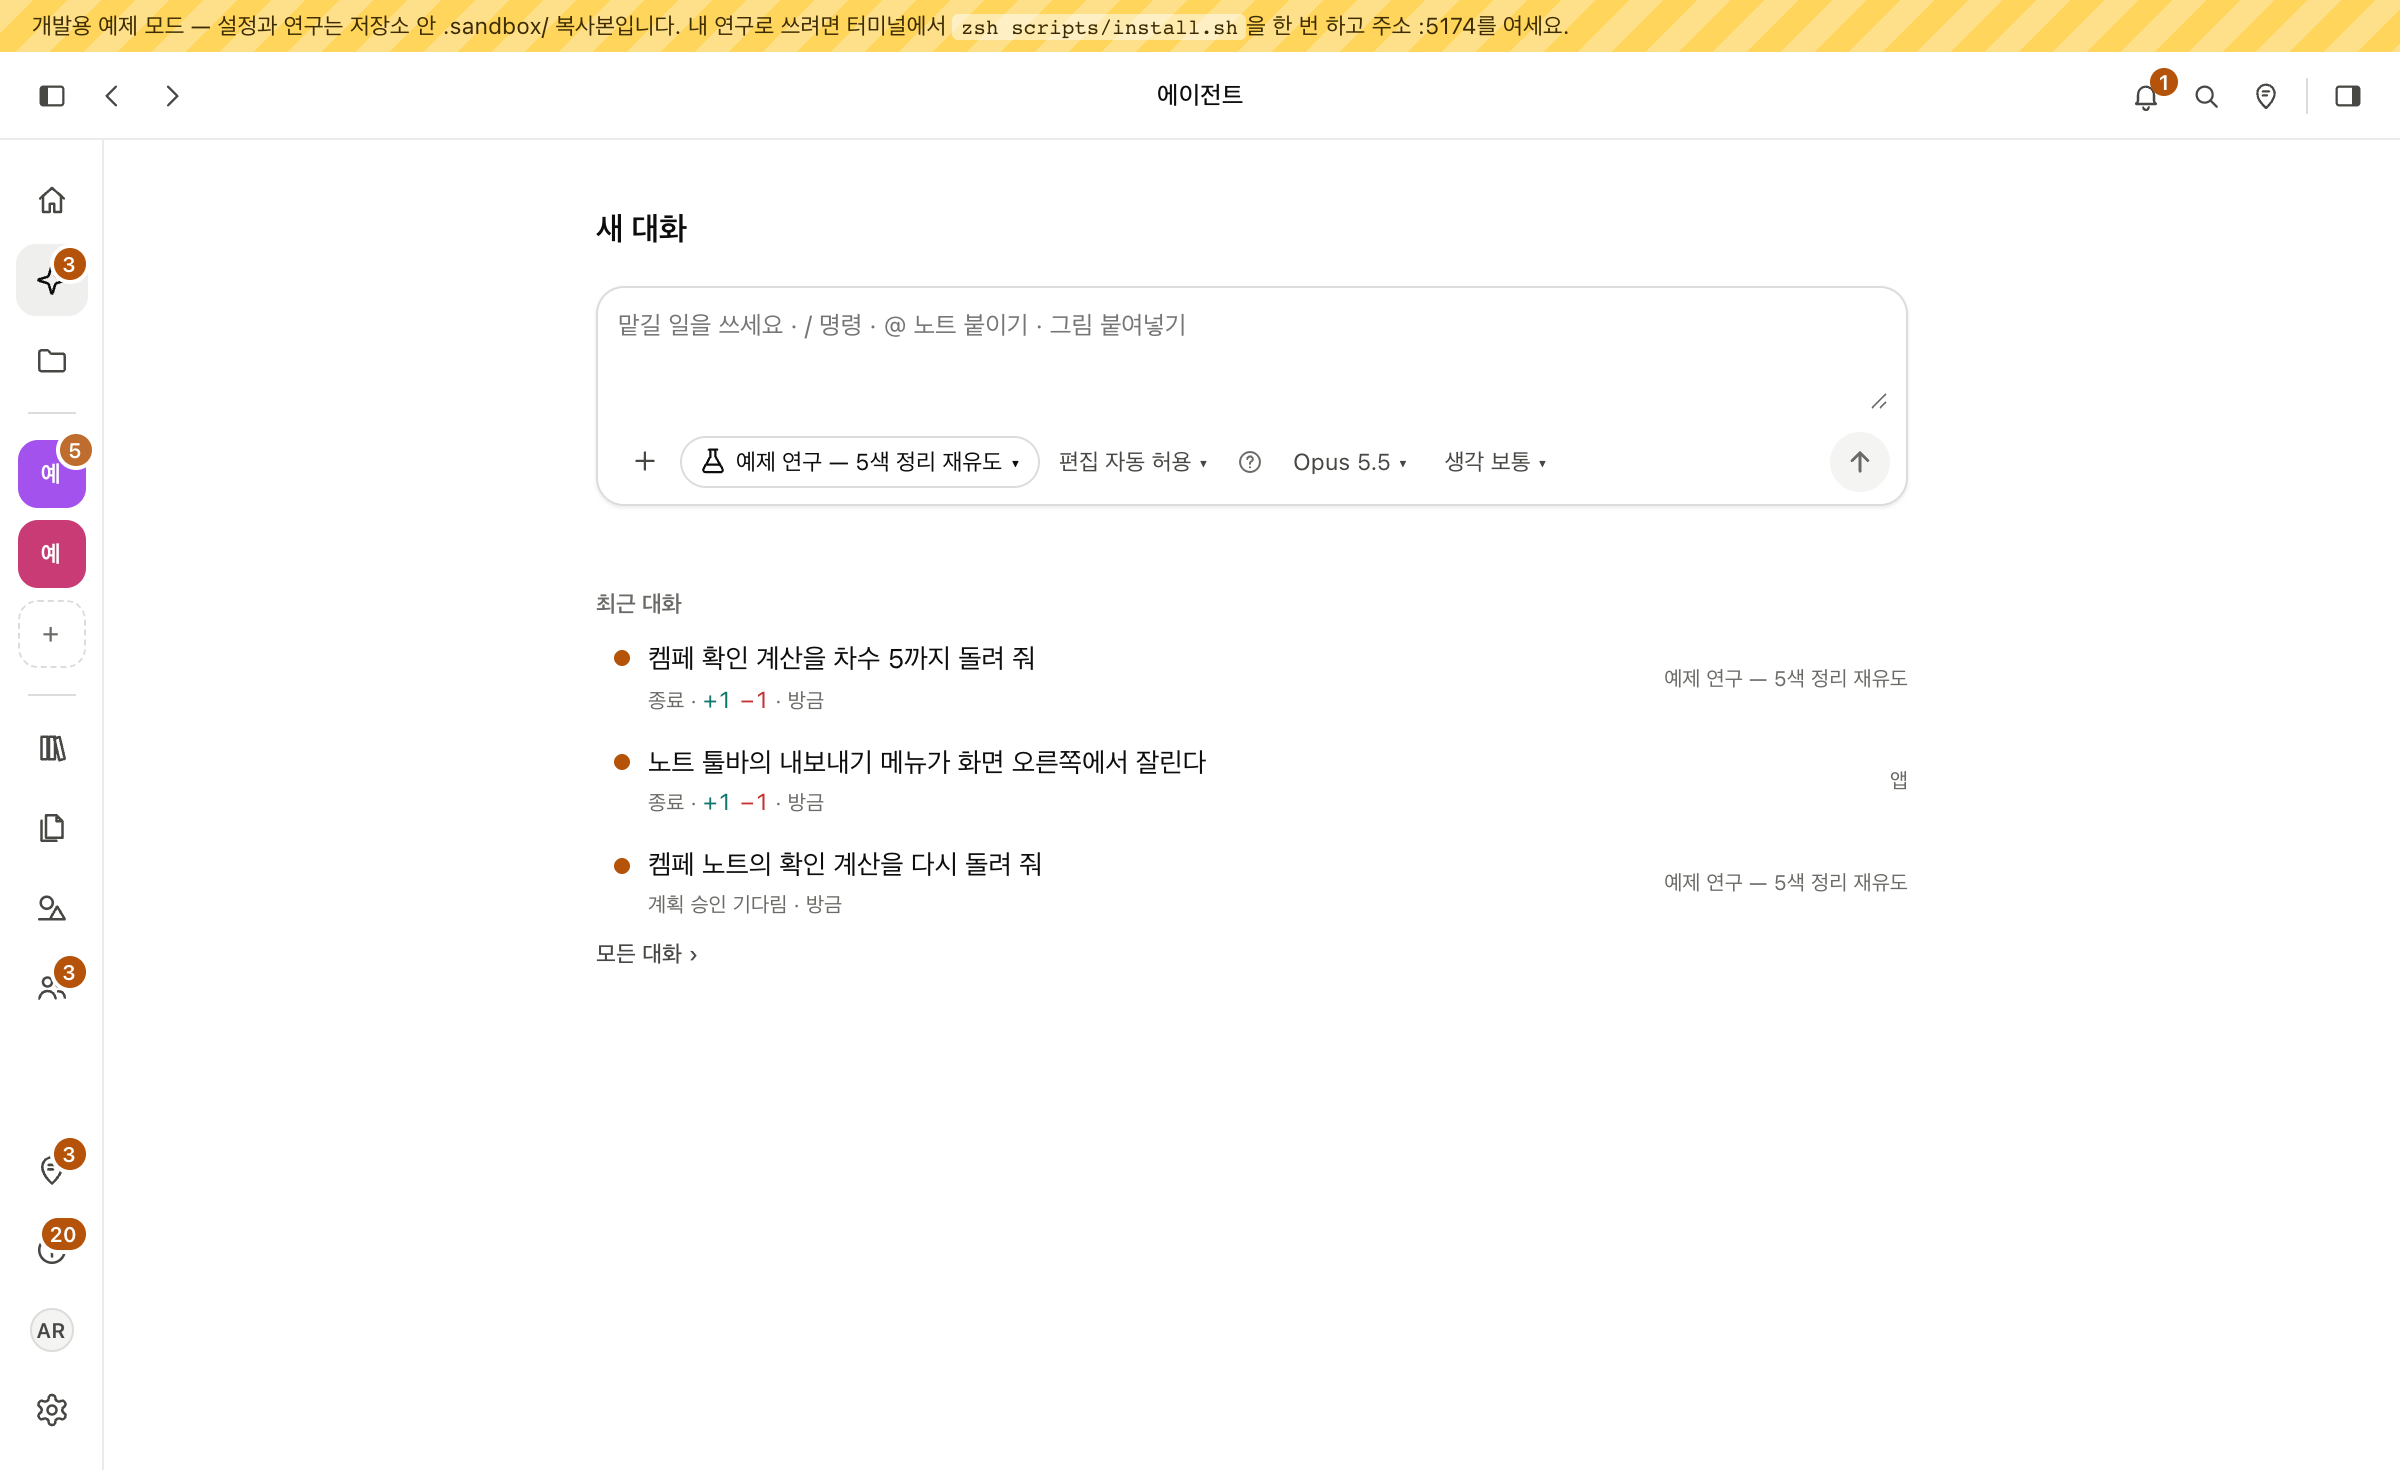 개발용 예제 모드 — 설정과 연구는 저장소 안 .sandbox/ 복사본입니다. 내 연구로 쓰려면 터미널에서 zsh scripts/install.sh을 한 번 하고 주소 :5174를 여세요.
에이전트
1
3
5
예
예
+
3
3
20
AR
새 대화
맡길 일을 쓰세요 · / 명령 · @ 노트 붙이기 · 그림 붙여넣기
예제 연구 — 5색 정리 재유도 ▾ 편집 자동 허용 ▾ Opus 5.5 ▾ 생각 보통 ▾
최근 대화
켐페 확인 계산을 차수 5까지 돌려 줘
예제 연구 — 5색 정리 재유도
종료 · +1 −1 · 방금
노트 툴바의 내보내기 메뉴가 화면 오른쪽에서 잘린다
앱
종료 · +1 −1 · 방금
켐페 노트의 확인 계산을 다시 돌려 줘
예제 연구 — 5색 정리 재유도
계획 승인 기다림 · 방금
모든 대화 ›